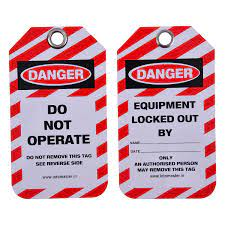 DANGER
DO
NOT
OPERATE
DO NOT REMOVE THIS TAG
SEE REVERSE SIDE
DANGER
EQUIPMENT
LOCKED OUT
BY
NAME
DATE
ONLY
AN AUTHORISED PERSON
MAY REMOVE THIS TAG